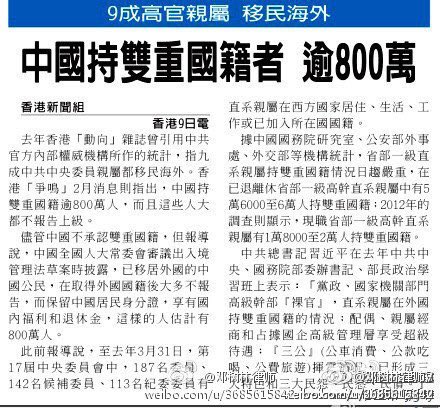 9成高官親屬 移民海外
中國持雙重國籍者 逾800萬
香港新聞組
香港9日電
去年香港「動向」雜誌曾引用中共
官方內部權威機構所作的統計，指九
成中共中央委員親屬都移民海外。香
港「爭鳴」2月消息則指出，中國持
雙重國籍逾800萬人，而且這些人大
都不報告上級。
儘管中國不承認雙重國籍，但報導
說，中國全國人大常委會審議出入境
管理法草案時披露，已移居外國的中
國公民，在取得外國國籍後大多不報
告，而保留中國居民身分證，享有國
內福利和退休金，這樣的人估計有
800萬人。
此前報導說，至去年3月31日，第
17屆中央委員會中，187名委員、
142名候補委員、113名紀委委員有
直系親屬在西方國家居住、生活、工
作或已加入所在國國籍。
據中國國務院研究室、公安部外事
處、外交部等機構統計，省部一級高幹
直系親屬持雙重國籍情況日趨嚴重，在
已退離休省部一級高幹直系親屬中有5
萬6000至6萬人持雙重國籍；2012年的
調查則顯示，現職省部一級高幹直系
親屬有1萬8000至2萬人持雙重國籍。
中共總書記習近平在去年中共中
央、國務院部委辦書記、部長政治學
習班上表示：「黨政、國家機關部門
高級幹部『裸官』，直系親屬在外國
持雙重國籍的情況；配偶、親屬經
商和占據國企高級管理層享受超級
待遇；『三公』(公車消費、公款吃
喝、公費旅遊)揮
已形成三
大特色和三大民怨
@邓树林律师
weibo.com/u/3685615842